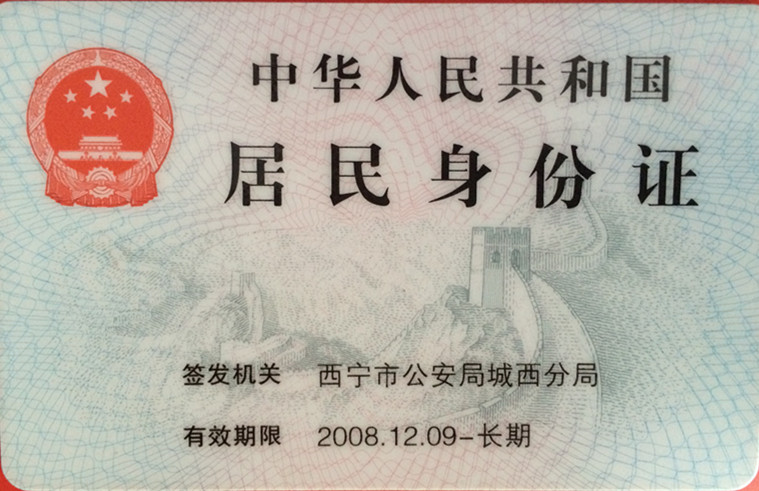 中华人民共和国
居民身份证
签发机关 西宁市公安局城西分局
有效期限 2008.12.09-长期